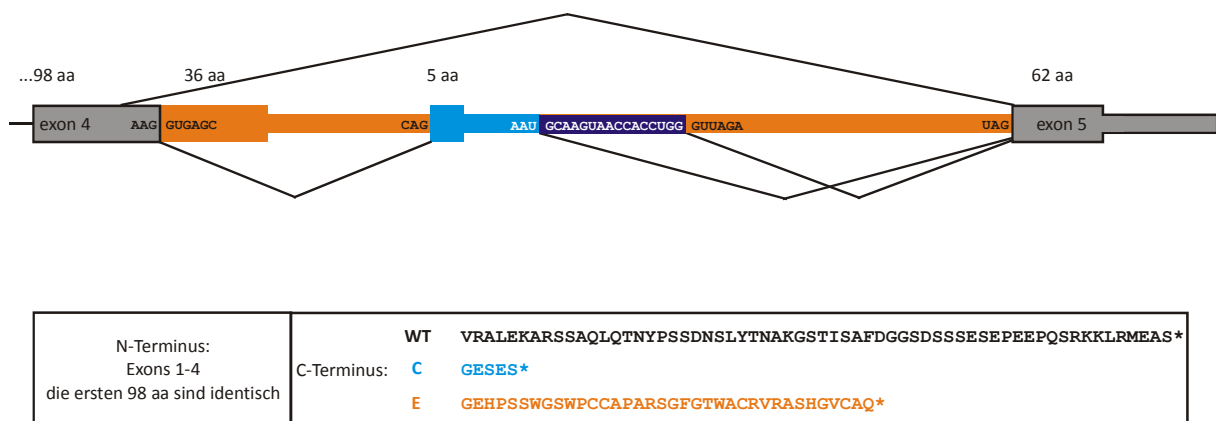 ...98 aa 36 aa 5 aa 62 aa
exon 4 AAG GUGAGC CAG AAU GCAAGUAACCACCUGG GUUAGA UAG exon 5
N-Terminus:
Exons 1-4
die ersten 98 aa sind identisch
C-Terminus:
WT VRALEKARSSAQLQTNYPSSDNSLYTNAKGSTISAFDGGSDSSSESEPEEPQSRKKLRMEAS*
C GESES*
E GEHPSSWGSWPCCAPARSGFGTWACRVRASHGVCAQ*